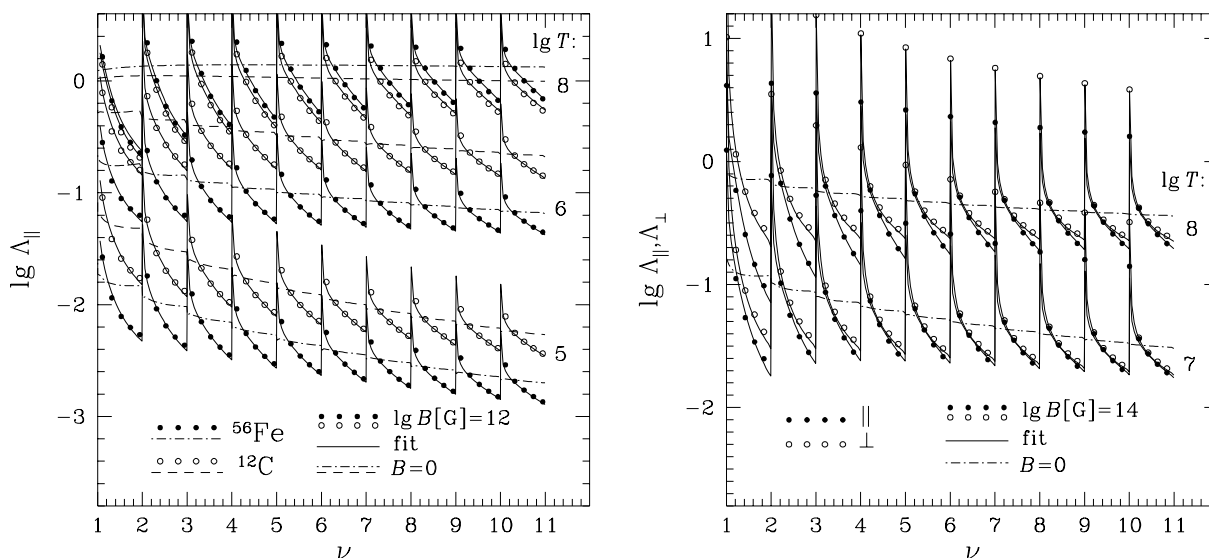 lg T:
0
8
lg Λ∥
−1
6
−2
5
−3
⁵⁶Fe
lg B[G]=12
fit
¹²C
B=0
1 2 3 4 5 6 7 8 9 10 11
ν
1
lg T:
0
8
lg Λ∥,Λ⊥
−1
7
−2
∥
lg B[G]=14
⊥
fit
B=0
1 2 3 4 5 6 7 8 9 10 11
ν